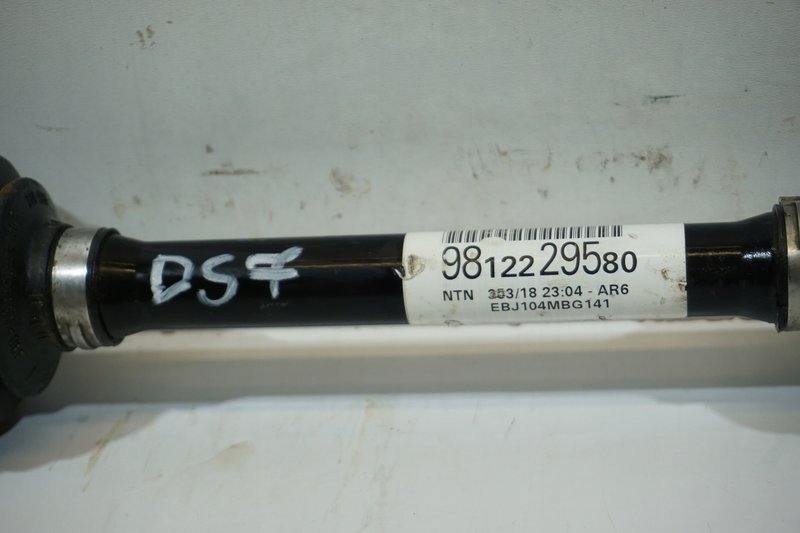 DS7
9812229580
NTN 353/18 23:04 - AR6
EBJ104MBG141